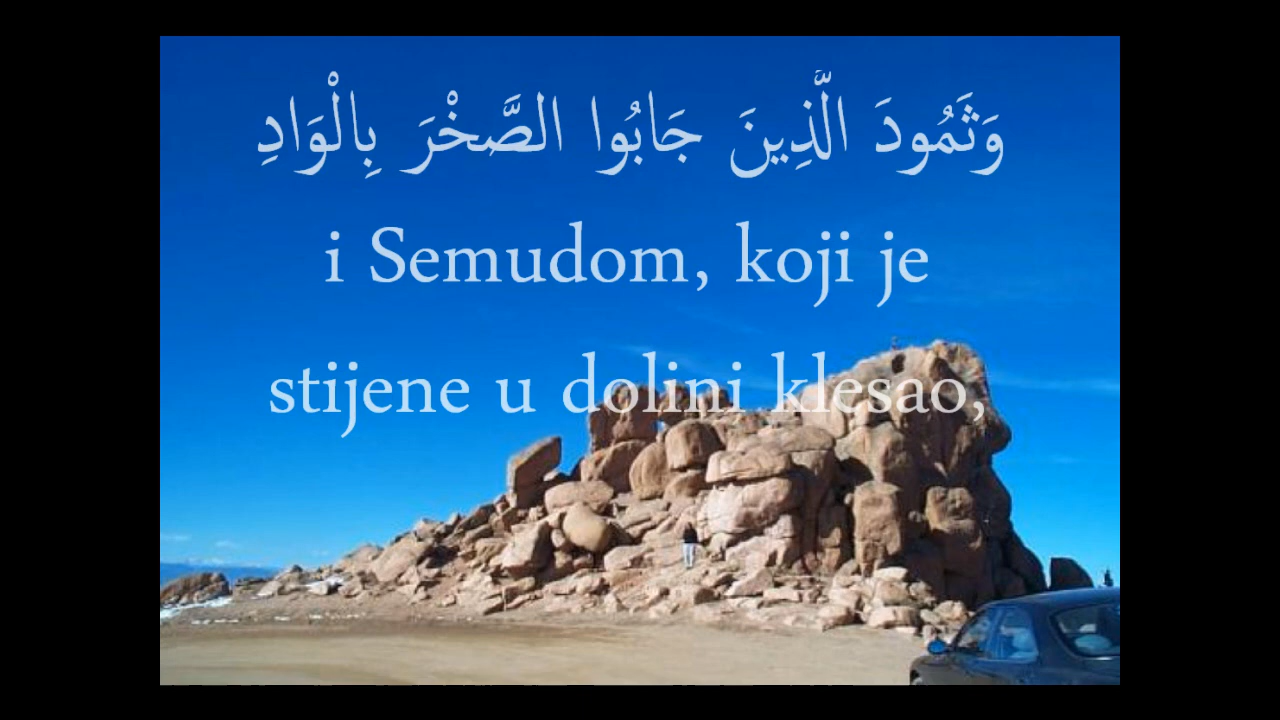 وَثَمُودَ الَّذِينَ جَابُوا الصَّخْرَ بِالْوَادِ
i Semudom, koji je
stijene u dolini klesao,